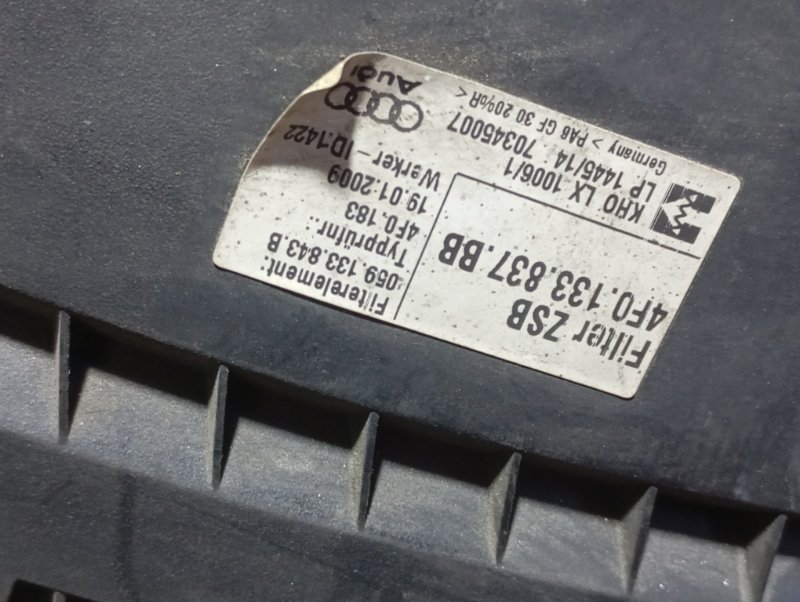 Filter ZSB
4F0.133.837.BB
Filterelement:
059.133.843.B
Typprüfnr.:
4F0.183
19.01.2009
Werker-ID:1422
KHO LX 1006/1
LP 1445/14 70345007
Germany > PA6 GF 30 20%R <
Audi